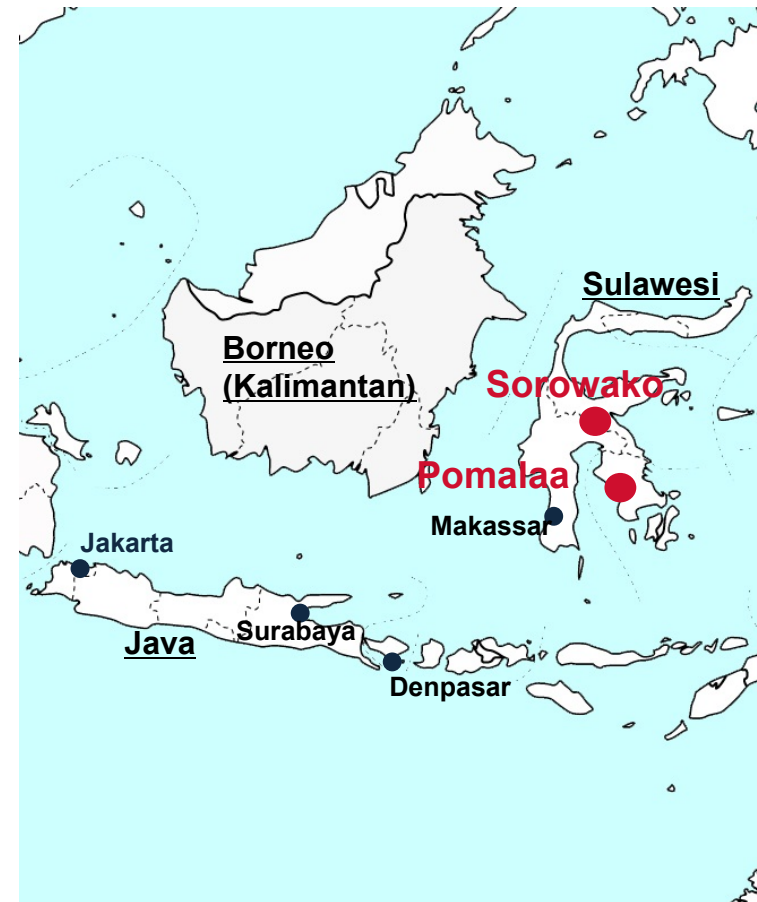 Sulawesi
Borneo
(Kalimantan)
Sorowako
Pomalaa
Makassar
Jakarta
Surabaya
Java
Denpasar